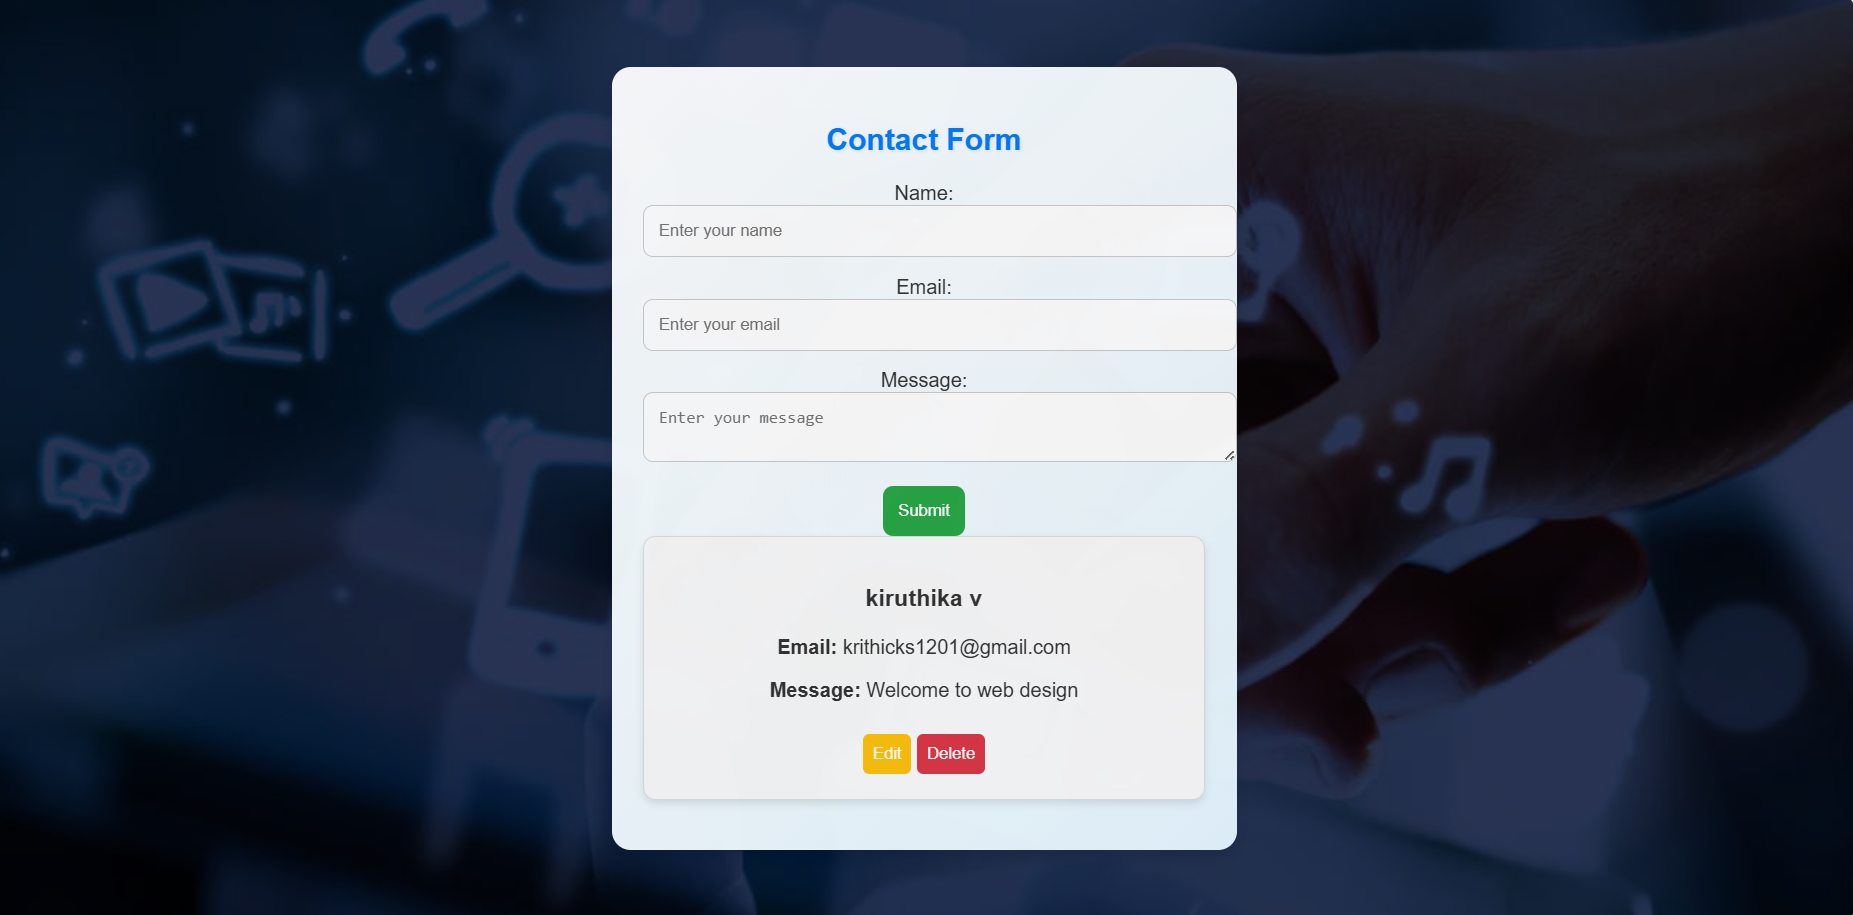 Contact Form
Name:
Enter your name
Email:
Enter your email
Message:
Enter your message
Submit
kiruthika v
Email: krithicks1201@gmail.com
Message: Welcome to web design
Edit Delete